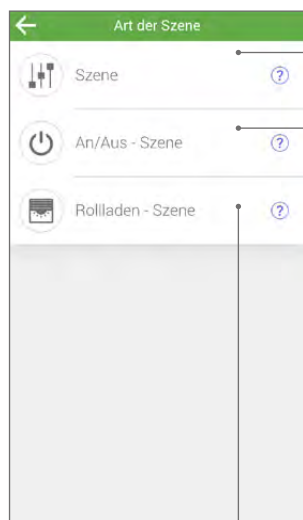 Art der Szene
Szene
?
An/Aus - Szene
?
Rollladen - Szene
?